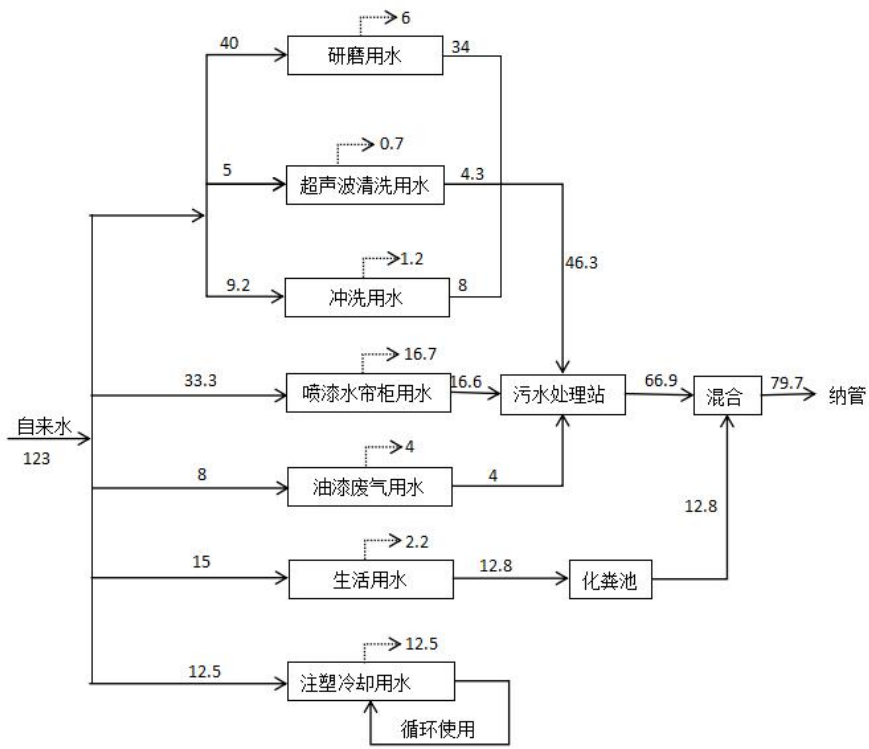 6
40
研磨用水
34
0.7
5
超声波清洗用水
4.3
1.2
9.2
冲洗用水
8
46.3
16.7
33.3
喷漆水帘柜用水
16.6
污水处理站
66.9
混合
79.7
纳管
自来水
123
4
8
油漆废气用水
4
12.8
2.2
15
生活用水
12.8
化粪池
12.5
12.5
注塑冷却用水
循环使用